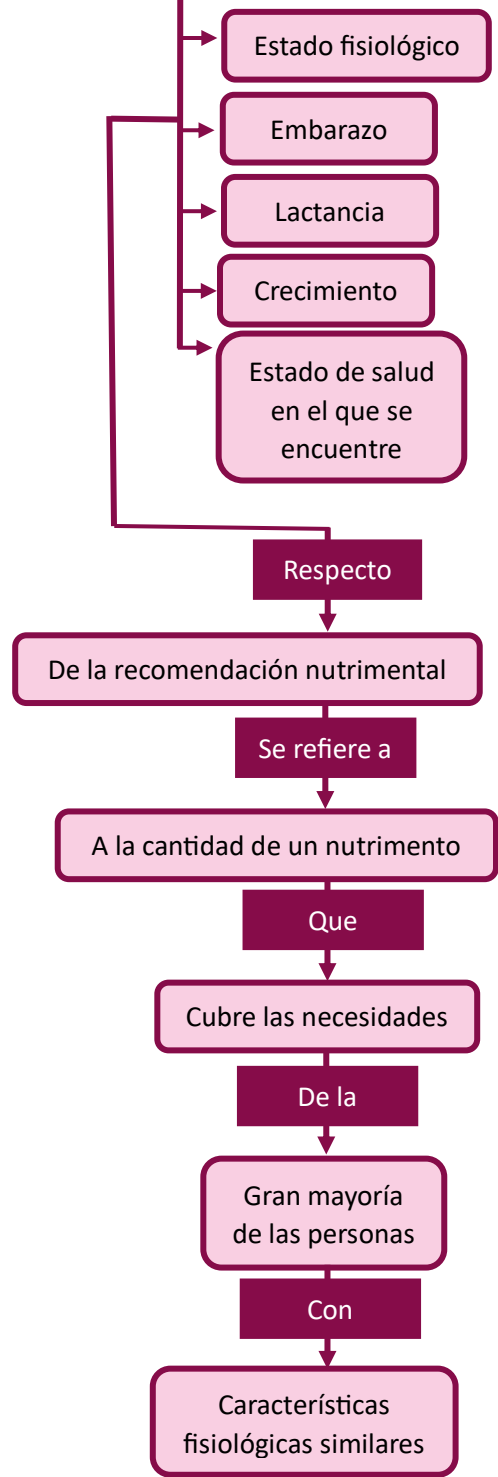 Estado fisiológico
Embarazo
Lactancia
Crecimiento
Estado de salud
en el que se
encuentre
Respecto
De la recomendación nutrimental
Se refiere a
A la cantidad de un nutrimento
Que
Cubre las necesidades
De la
Gran mayoría
de las personas
Con
Características
fisiológicas similares